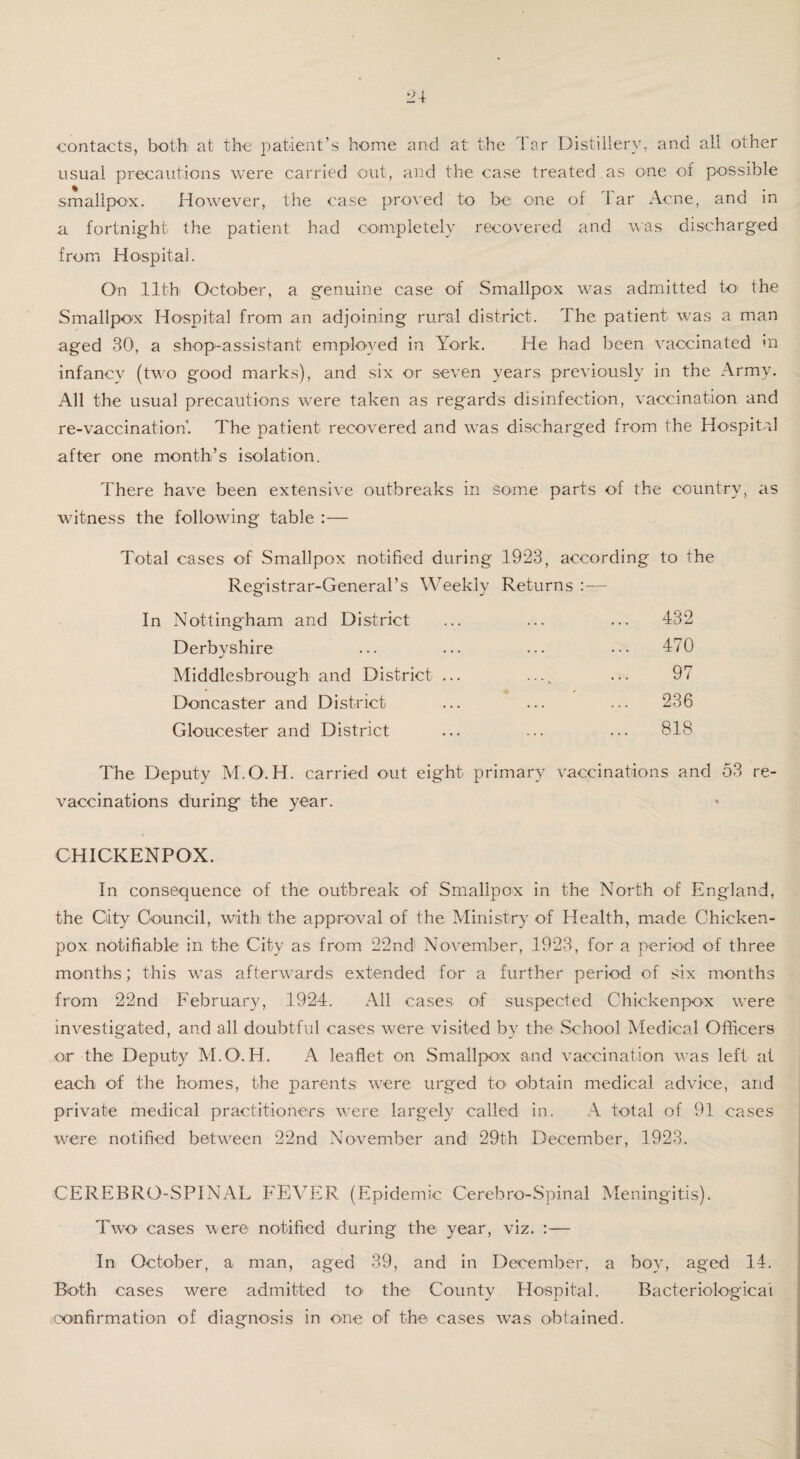 24
contacts, both at the patient's home and at the Tar Distillery, and all other
usual precautions were carried out, and the case treated as one of possible
smallpox. However, the case proved to be one of Tar Acne, and in
a fortnight the patient had completely recovered and was discharged
from Hospital.
On 11th October, a genuine case of Smallpox was admitted to the
Smallpox Hospital from an adjoining rural district. The patient was a man
aged 30, a shop-assistant employed in York. He had been vaccinated in
infancy (two good marks), and six or seven years previously in the Army.
All the usual precautions were taken as regards disinfection, vaccination and
re-vaccination. The patient recovered and was discharged from the Hospital
after one month's isolation.
There have been extensive outbreaks in some parts of the country, as
witness the following table :—
Total cases of Smallpox notified during 1923, according to the
Registrar-General's Weekly Returns :—
In Nottingham and District ... ... ... 432
Derbyshire ... ... ... ... 470
Middlesbrough and District ... ... ... 97
Doncaster and District ... ... ... 236
Gloucester and District ... ... ... 818
The Deputy M.O.H. carried out eight primary vaccinations and 53 re-
vaccinations during the year.
CHICKENPOX.
In consequence of the outbreak of Smallpox in the North of England,
the City Council, with the approval of the Ministry of Health, made Chicken-
pox notifiable in the City as from 22nd November, 1923, for a period of three
months; this was afterwards extended for a further period of six months
from 22nd February, 1924. All cases of suspected Chickenpox were
investigated, and all doubtful cases were visited by the School Medical Officers
or the Deputy M.O.H. A leaflet on Smallpox and vaccination was left at
each of the homes, the parents were urged to obtain medical advice, and
private medical practitioners were largely called in. A total of 91 cases
were notified between 22nd November and 29th December, 1923.
CEREBRO-SPINAL FEVER (Epidemic Cerebro-Spinal Meningitis).
Two cases were notified during the year, viz. :—
In October, a man, aged 39, and in December, a boy, aged 14.
Both cases were admitted to the County Hospital. Bacteriological
confirmation of diagnosis in one of the cases was obtained.